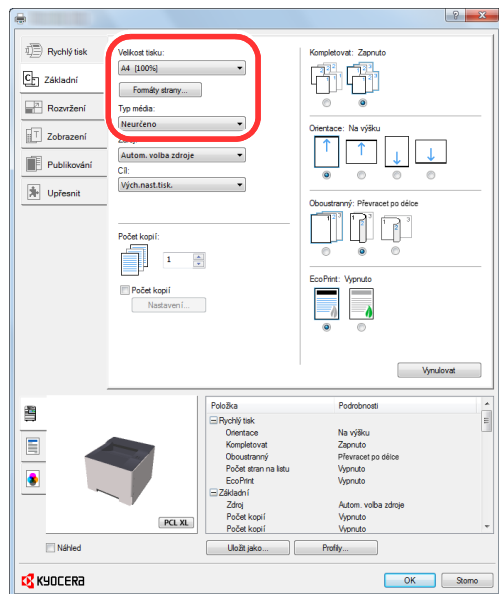 Rychlý tisk
Základní
Rozvržení
Zobrazení
Publikování
Upřesnit
Velikost tisku:
A4 [100%]
Formáty strany...
Typ média:
Neurčeno
Zdroj:
Autom. volba zdroje
Cíl:
Vých.nast.tisk.
Počet kopií:
1
Počet kopií
Nastavení...
Kompletovat: Zapnuto
Orientace: Na výšku
Oboustranný: Převracet po délce
EcoPrint: Vypnuto
Vynulovat
PCL XL
Náhled
Položka Podrobnosti
Rychlý tisk
Orientace Na výšku
Kompletovat Zapnuto
Oboustranný Převracet po délce
Počet stran na listu Vypnuto
EcoPrint Vypnuto
Základní
Zdroj Autom. volba zdroje
Počet kopií Vypnuto
Počet kopií Vypnuto
Uložit jako... Profily...
KYOCERA
OK Storno